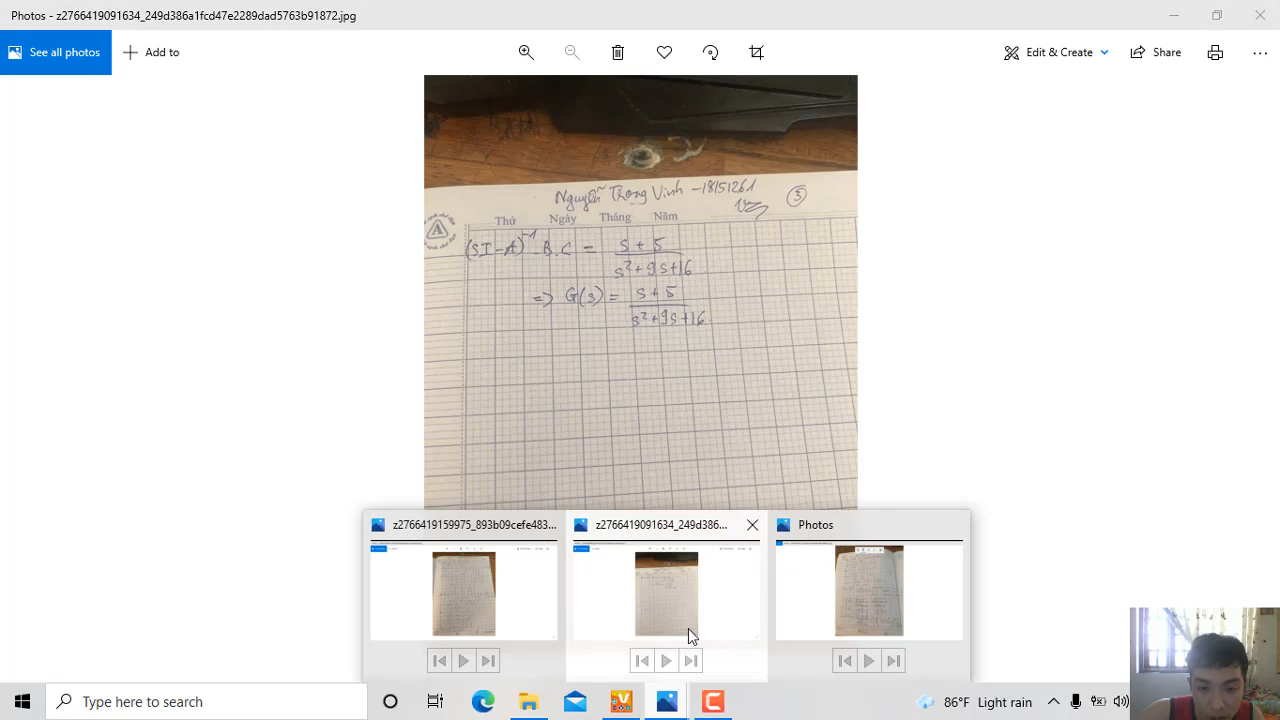 Photos - z2766419091634_249d386a1fcd47e2289dad5763b91872.jpg
See all photos
Add to
Edit & Create
Share
Nguyễn Trọng Vinh - 18151261
3
Thứ Ngày Tháng Năm
(SI-A)^-1 . B.C = s+5 / s²+9s+16
=> G(s) = s+5 / s²+9s+16
z2766419159975_893b09cefe483...
z2766419091634_249d386...
Photos
Type here to search
86°F Light rain